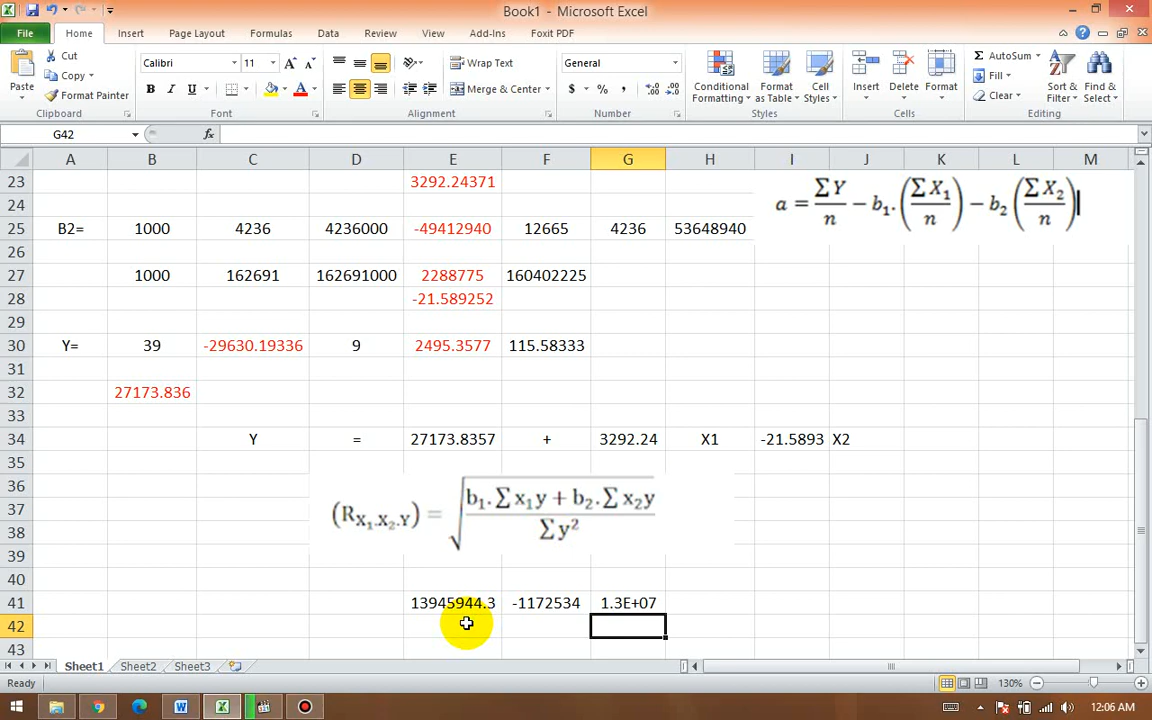 Book1 - Microsoft Excel
File Home Insert Page Layout Formulas Data Review View Add-Ins Foxit PDF
Paste
Cut
Copy
Format Painter
Clipboard
Calibri 11
B I U
Font
Wrap Text
Merge & Center
Alignment
General
$ % ,
Number
Conditional Formatting
Format as Table
Cell Styles
Styles
Insert
Delete
Format
Cells
AutoSum
Fill
Clear
Sort & Filter
Find & Select
Editing
G42 fx
A B C D E F G H I J K L M
23 3292.24371
a = ΣY/n − b₁.(ΣX₁/n) − b₂(ΣX₂/n)
24
25 B2= 1000 4236 4236000 -49412940 12665 4236 53648940
26
27 1000 162691 162691000 2288775 160402225
28 -21.589252
29
30 Y= 39 -29630.19336 9 2495.3577 115.58333
31
32 27173.836
33
34 Y = 27173.8357 + 3292.24 X1 -21.5893 X2
35
36
37 (R X₁.X₂.Y) = √((b₁.Σx₁y + b₂.Σx₂y)/Σy²)
38
39
40
41 13945944.3 -1172534 1.3E+07
42
43
Sheet1 Sheet2 Sheet3
Ready 130%
12:06 AM